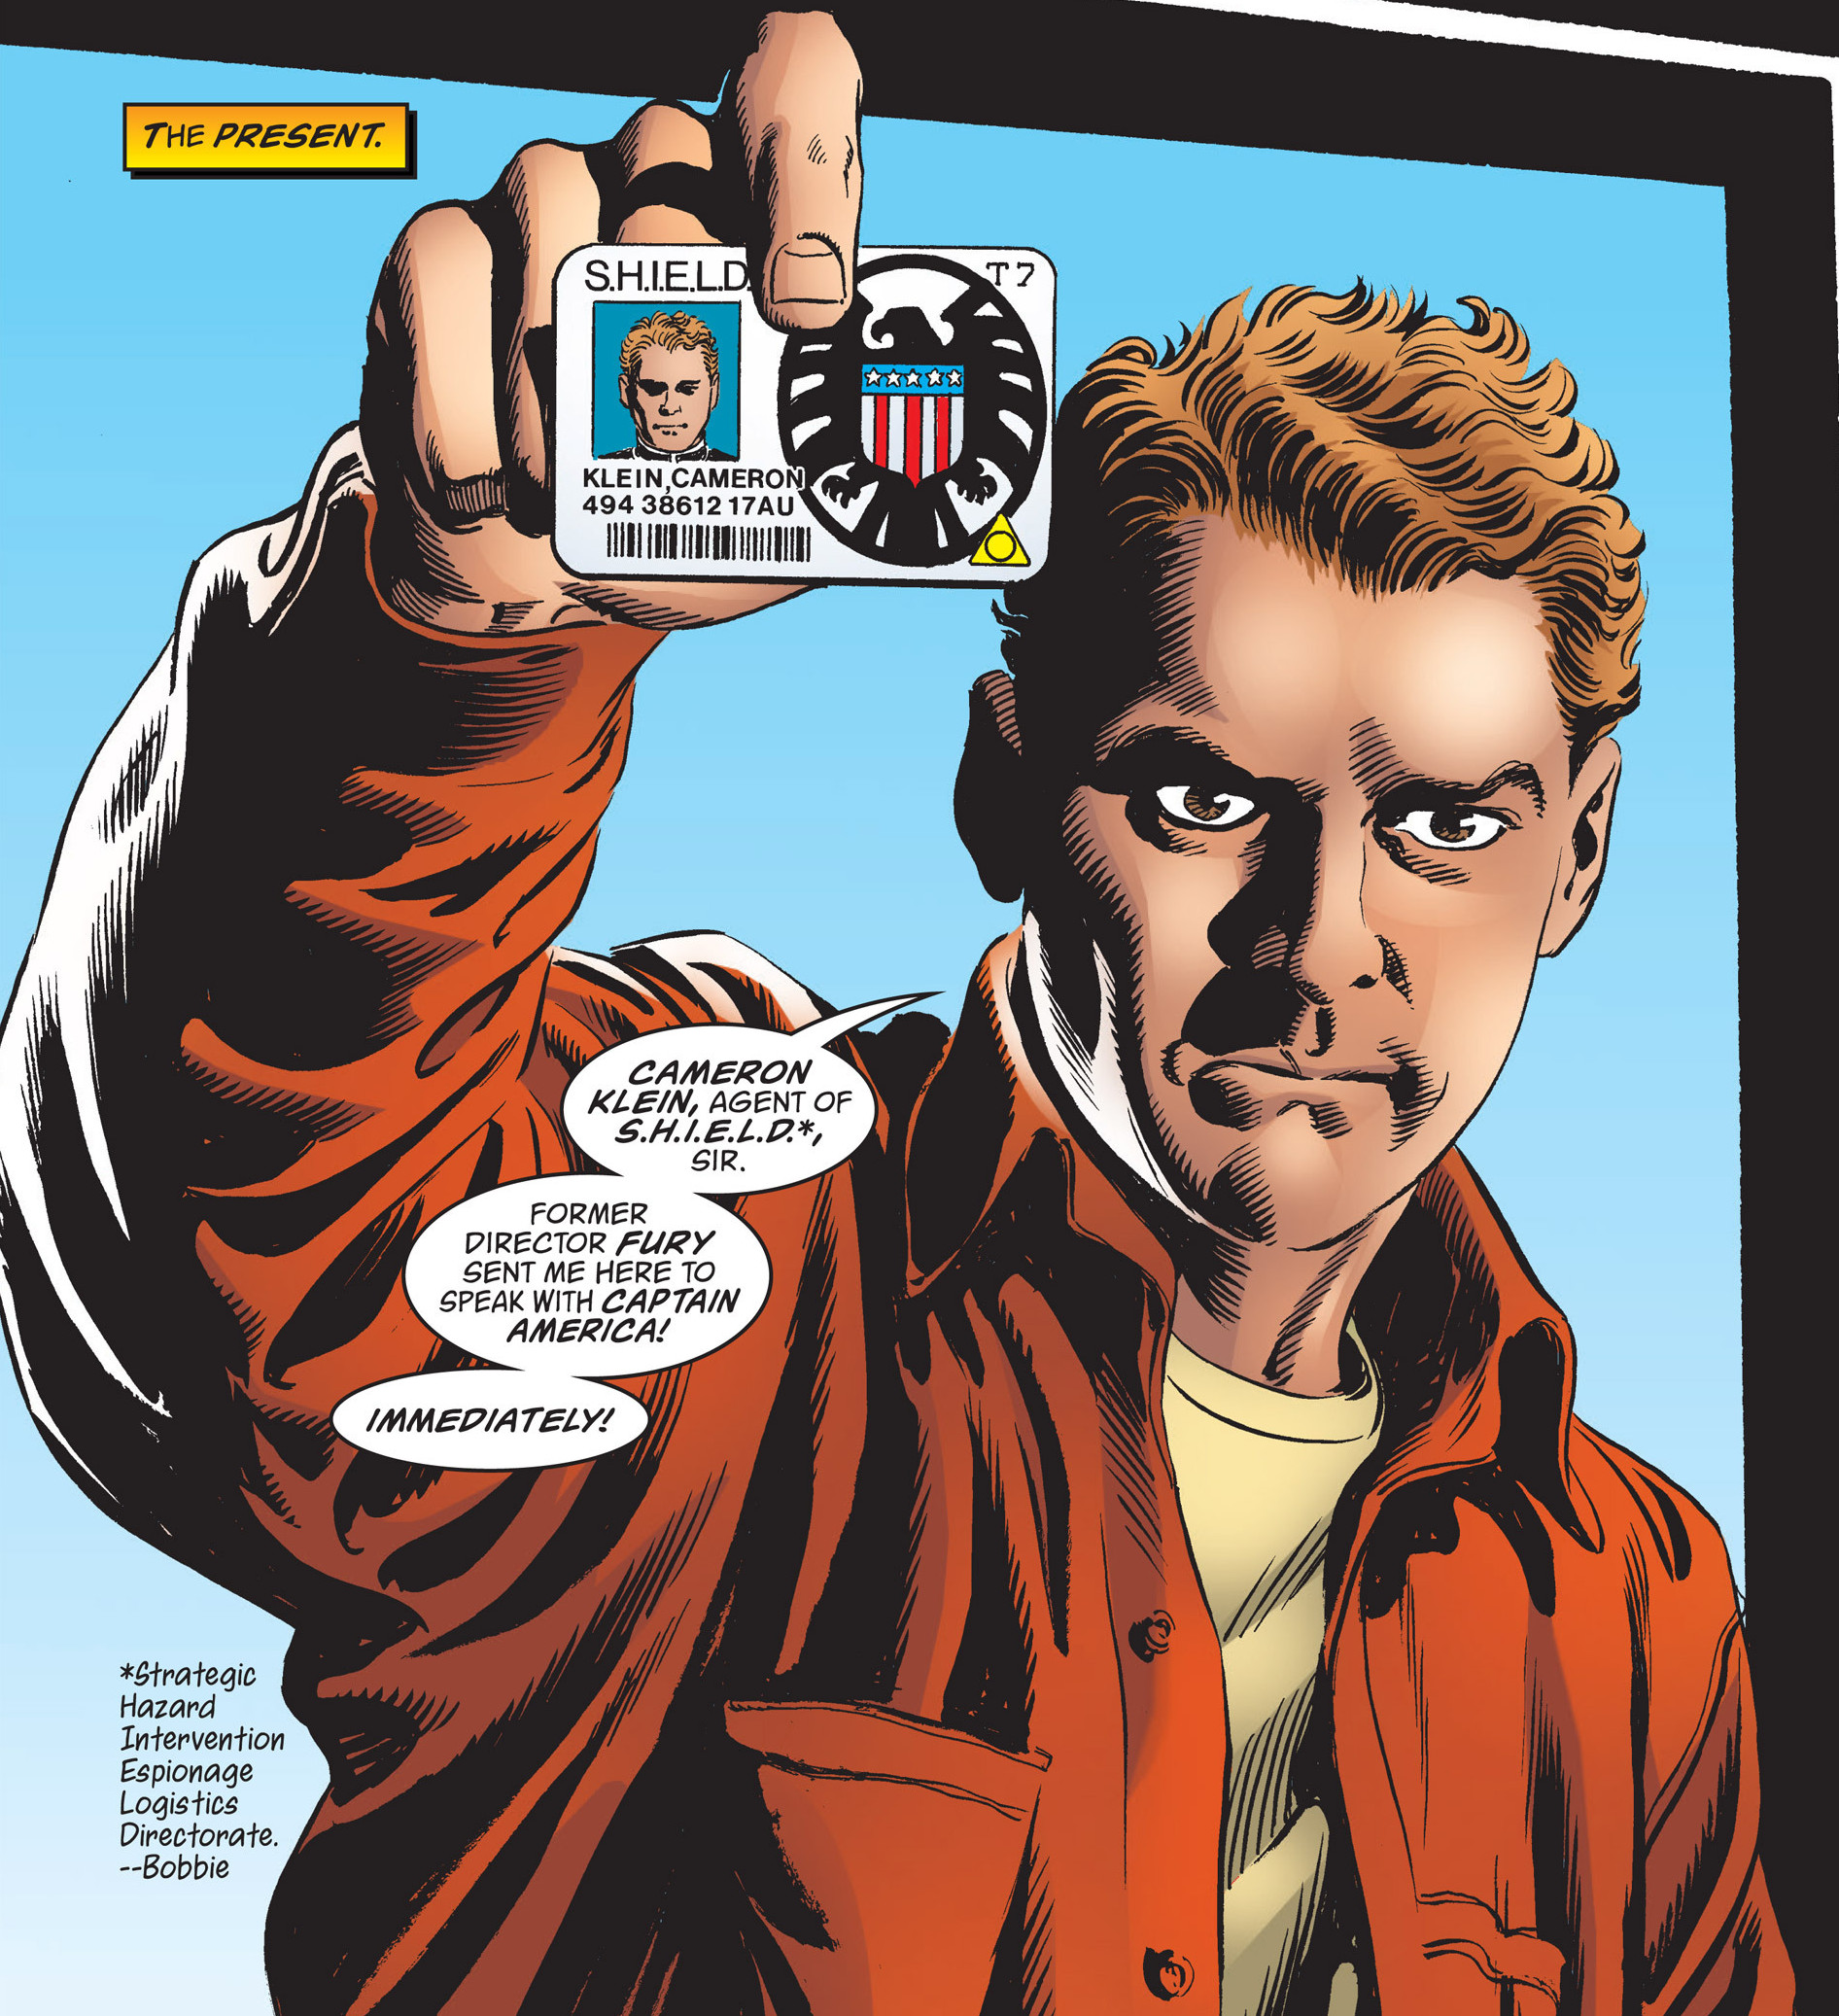 THE PRESENT.
S.H.I.E.L.D.
T7
KLEIN, CAMERON
494 38612 17AU
CAMERON
KLEIN, AGENT OF
S.H.I.E.L.D.*,
SIR.
FORMER
DIRECTOR FURY
SENT ME HERE TO
SPEAK WITH CAPTAIN
AMERICA!
IMMEDIATELY!
*Strategic
Hazard
Intervention
Espionage
Logistics
Directorate.
--Bobbie